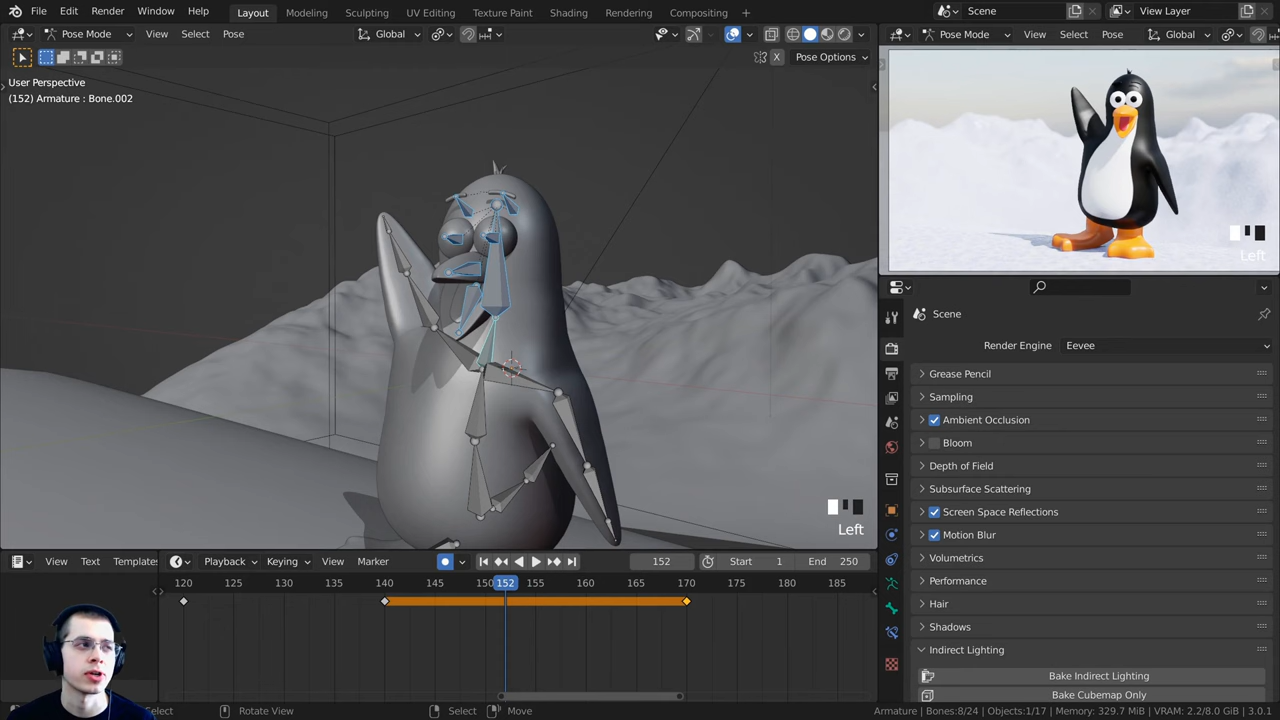 File Edit Render Window Help Layout Modeling Sculpting UV Editing Texture Paint Shading Rendering Compositing + Scene View Layer
Pose Mode View Select Pose Global Pose Mode View Select Pose Global
X Pose Options
User Perspective
(152) Armature : Bone.002
Left
Scene
Render Engine Eevee
Grease Pencil
Sampling
Ambient Occlusion
Bloom
Depth of Field
Subsurface Scattering
Screen Space Reflections
Motion Blur
Volumetrics
Performance
Hair
Shadows
Indirect Lighting
Bake Indirect Lighting
Bake Cubemap Only
Left
View Text Templates Playback Keying View Marker 152 Start 1 End 250
120 125 130 135 140 145 150 152 155 160 165 170 175 180 185
Select Rotate View Select Move Armature | Bones:8/24 | Objects:1/17 | Memory: 329.7 MiB | VRAM: 2.2/8.0 GiB | 3.0.1